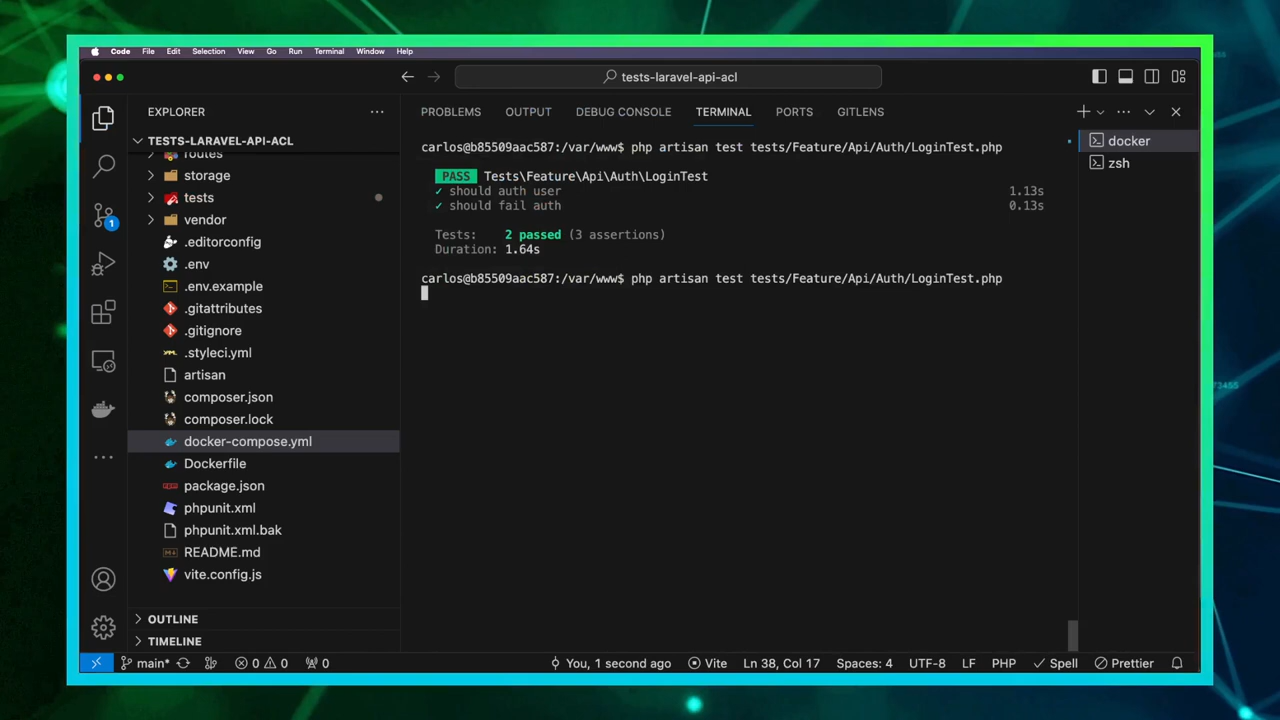 Code File Edit Selection View Go Run Terminal Window Help
tests-laravel-api-acl
EXPLORER
PROBLEMS OUTPUT DEBUG CONSOLE TERMINAL PORTS GITLENS
TESTS-LARAVEL-API-ACL
routes
storage
tests
vendor
.editorconfig
.env
.env.example
.gitattributes
.gitignore
.styleci.yml
artisan
composer.json
composer.lock
docker-compose.yml
Dockerfile
package.json
phpunit.xml
phpunit.xml.bak
README.md
vite.config.js
OUTLINE
TIMELINE
carlos@b85509aac587:/var/www$ php artisan test tests/Feature/Api/Auth/LoginTest.php
PASS Tests\Feature\Api\Auth\LoginTest
✓ should auth user 1.13s
✓ should fail auth 0.13s
Tests: 2 passed (3 assertions)
Duration: 1.64s
carlos@b85509aac587:/var/www$ php artisan test tests/Feature/Api/Auth/LoginTest.php
docker
zsh
1
main* 0 0 0 You, 1 second ago Vite Ln 38, Col 17 Spaces: 4 UTF-8 LF PHP Spell Prettier